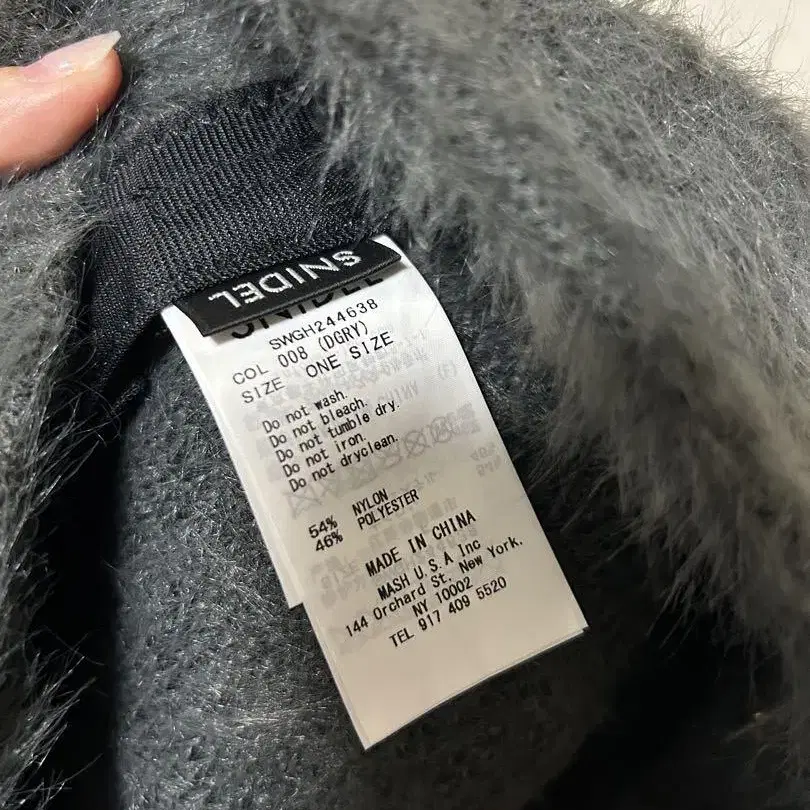 SNIDEL
SNIDEL
SWGH244638
COL 008 (DGRY)
SIZE ONE SIZE
Do not wash.
Do not bleach.
Do not tumble dry.
Do not iron.
Do not dryclean.
54% NYLON
46% POLYESTER
MADE IN CHINA
MASH U.S.A Inc
144 Orchard St. New York.
NY 10002
TEL 917 409 5520